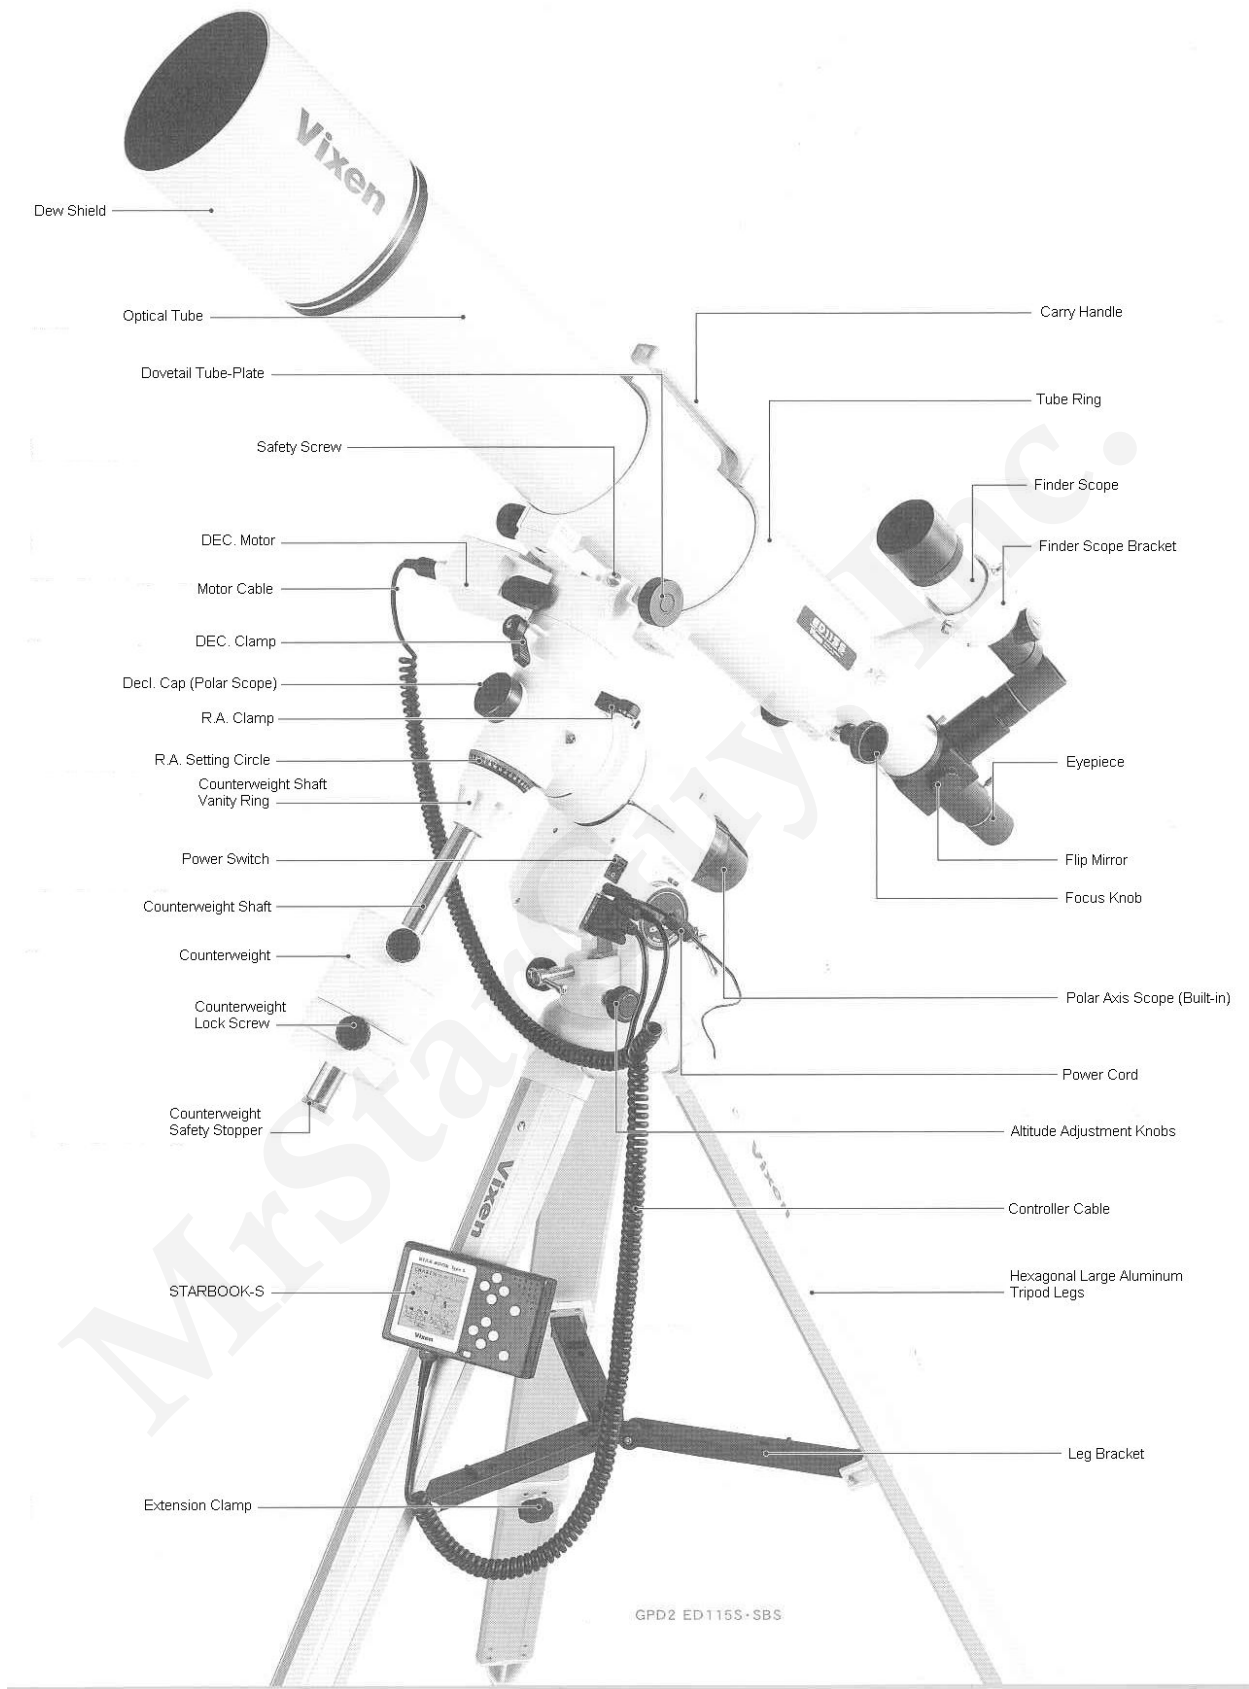 Vixen
Dew Shield
Optical Tube
Carry Handle
Dovetail Tube-Plate
Tube Ring
Safety Screw
Finder Scope
DEC. Motor
Finder Scope Bracket
Motor Cable
DEC. Clamp
Decl. Cap (Polar Scope)
R.A. Clamp
R.A. Setting Circle
Eyepiece
Counterweight Shaft
Vanity Ring
Power Switch
Flip Mirror
Focus Knob
Counterweight Shaft
Counterweight
Polar Axis Scope (Built-in)
Counterweight
Lock Screw
Power Cord
Counterweight
Safety Stopper
Altitude Adjustment Knobs
Vixen
Vixen
Controller Cable
STAR BOOK Type S
STARBOOK-S
Hexagonal Large Aluminum
Tripod Legs
Vixen
Leg Bracket
Extension Clamp
GPD2 ED115S·SBS
MrStarGuy, Inc.